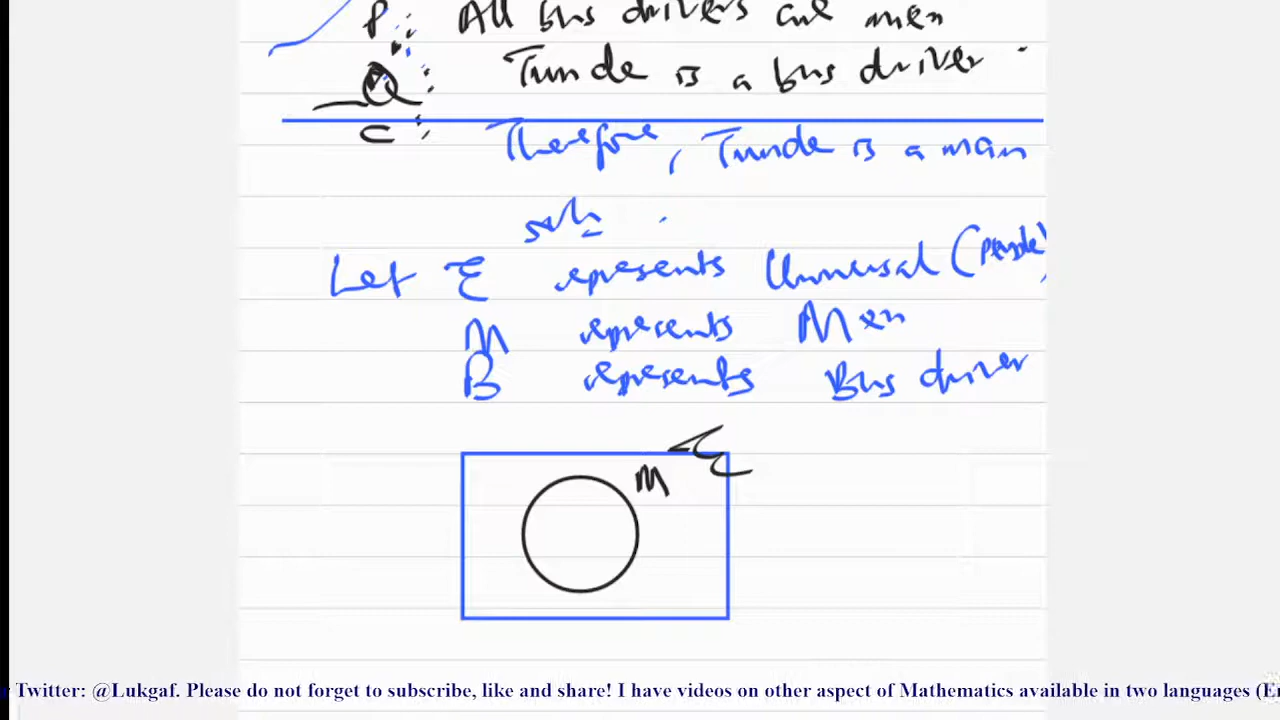 P : All bus drivers are men
Q : Tunde is a bus driver
C : Therefore, Tunde is a man
soln
Let ℰ represents Universal (People)
M represents Men
B represents Bus driver
ℰ
M
Twitter: @Lukgaf. Please do not forget to subscribe, like and share! I have videos on other aspect of Mathematics available in two languages (En